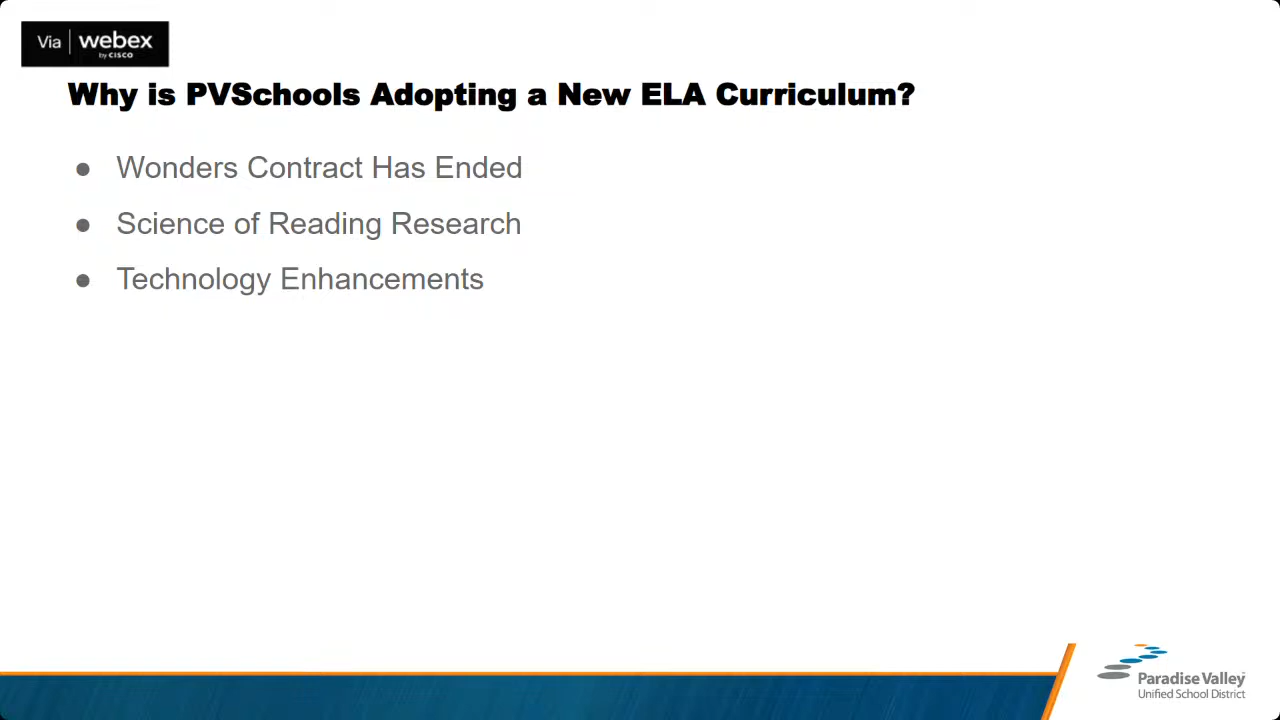 Via webex
by CISCO
Why is PVSchools Adopting a New ELA Curriculum?
● Wonders Contract Has Ended
● Science of Reading Research
● Technology Enhancements
Paradise Valley
Unified School District